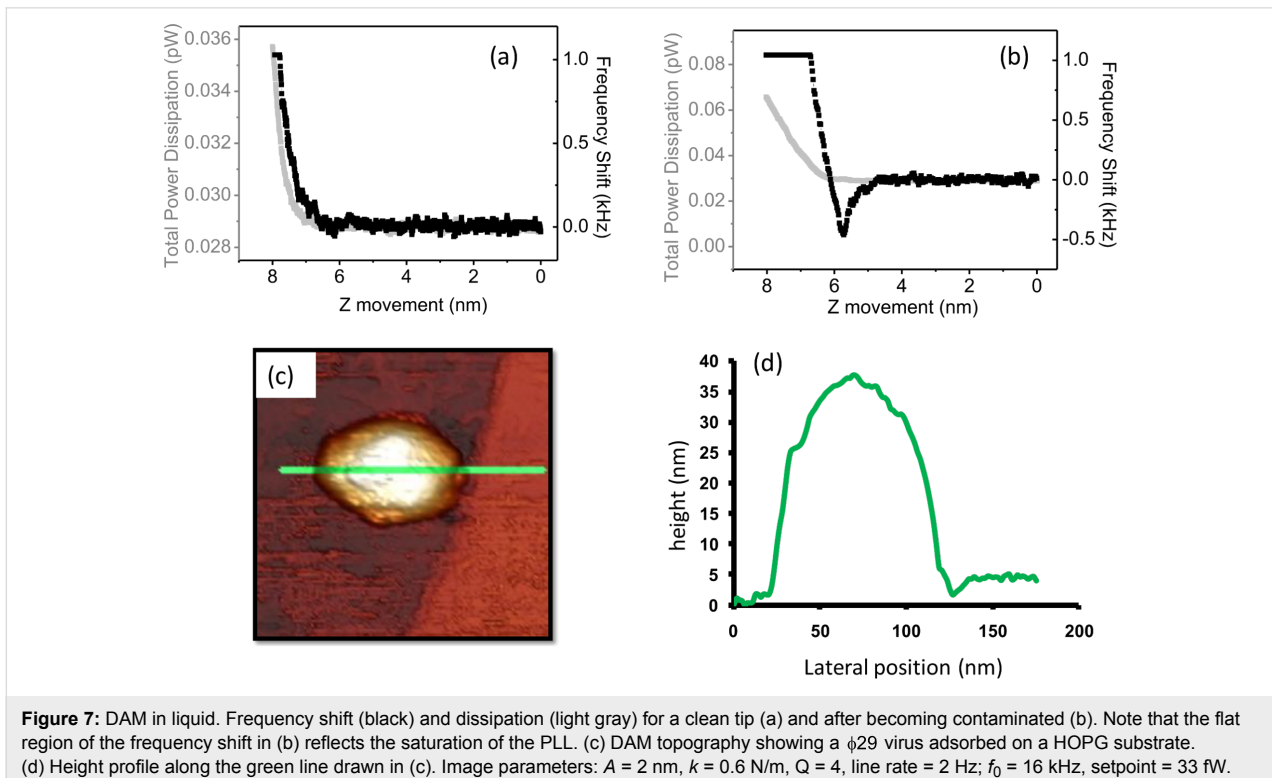 (a)
Total Power Dissipation (pW)
0.036
0.034
0.032
0.030
0.028
1.0
0.5
0.0
Frequency Shift (kHz)
8 6 4 2 0
Z movement (nm)
(b)
Total Power Dissipation (pW)
0.08
0.06
0.04
0.02
0.00
1.0
0.5
0.0
-0.5
Frequency Shift (kHz)
8 6 4 2 0
Z movement (nm)
(c)
(d)
height (nm)
40
35
30
25
20
15
10
5
0
0 50 100 150 200
Lateral position (nm)
Figure 7: DAM in liquid. Frequency shift (black) and dissipation (light gray) for a clean tip (a) and after becoming contaminated (b). Note that the flat
region of the frequency shift in (b) reflects the saturation of the PLL. (c) DAM topography showing a ϕ29 virus adsorbed on a HOPG substrate.
(d) Height profile along the green line drawn in (c). Image parameters: A = 2 nm, k = 0.6 N/m, Q = 4, line rate = 2 Hz; f0 = 16 kHz, setpoint = 33 fW.